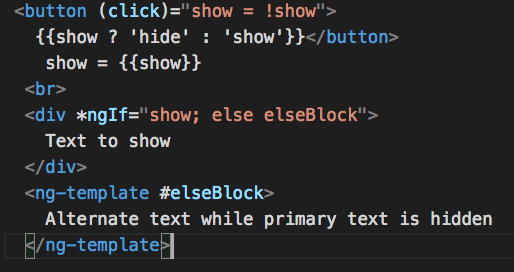 <button (click)="show = !show">
{{show ? 'hide' : 'show'}}</button>
show = {{show}}
<br>
<div *ngIf="show; else elseBlock">
Text to show
</div>
<ng-template #elseBlock>
Alternate text while primary text is hidden
</ng-template>